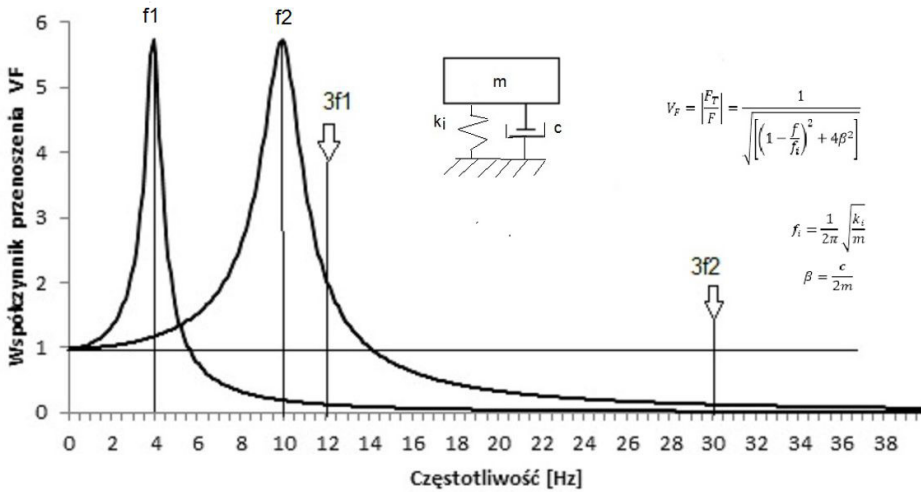 f1
f2
3f1
3f2
Współczynnik przenoszenia VF
6
5
4
3
2
1
0
0 2 4 6 8 10 12 14 16 18 20 22 24 26 28 30 32 34 36 38
Częstotliwość [Hz]
m
k_i
c
V_F = |F_T/F| = 1/√[(1 − f/f_i)² + 4β²]
f_i = 1/2π √k_i/m
β = c/2m